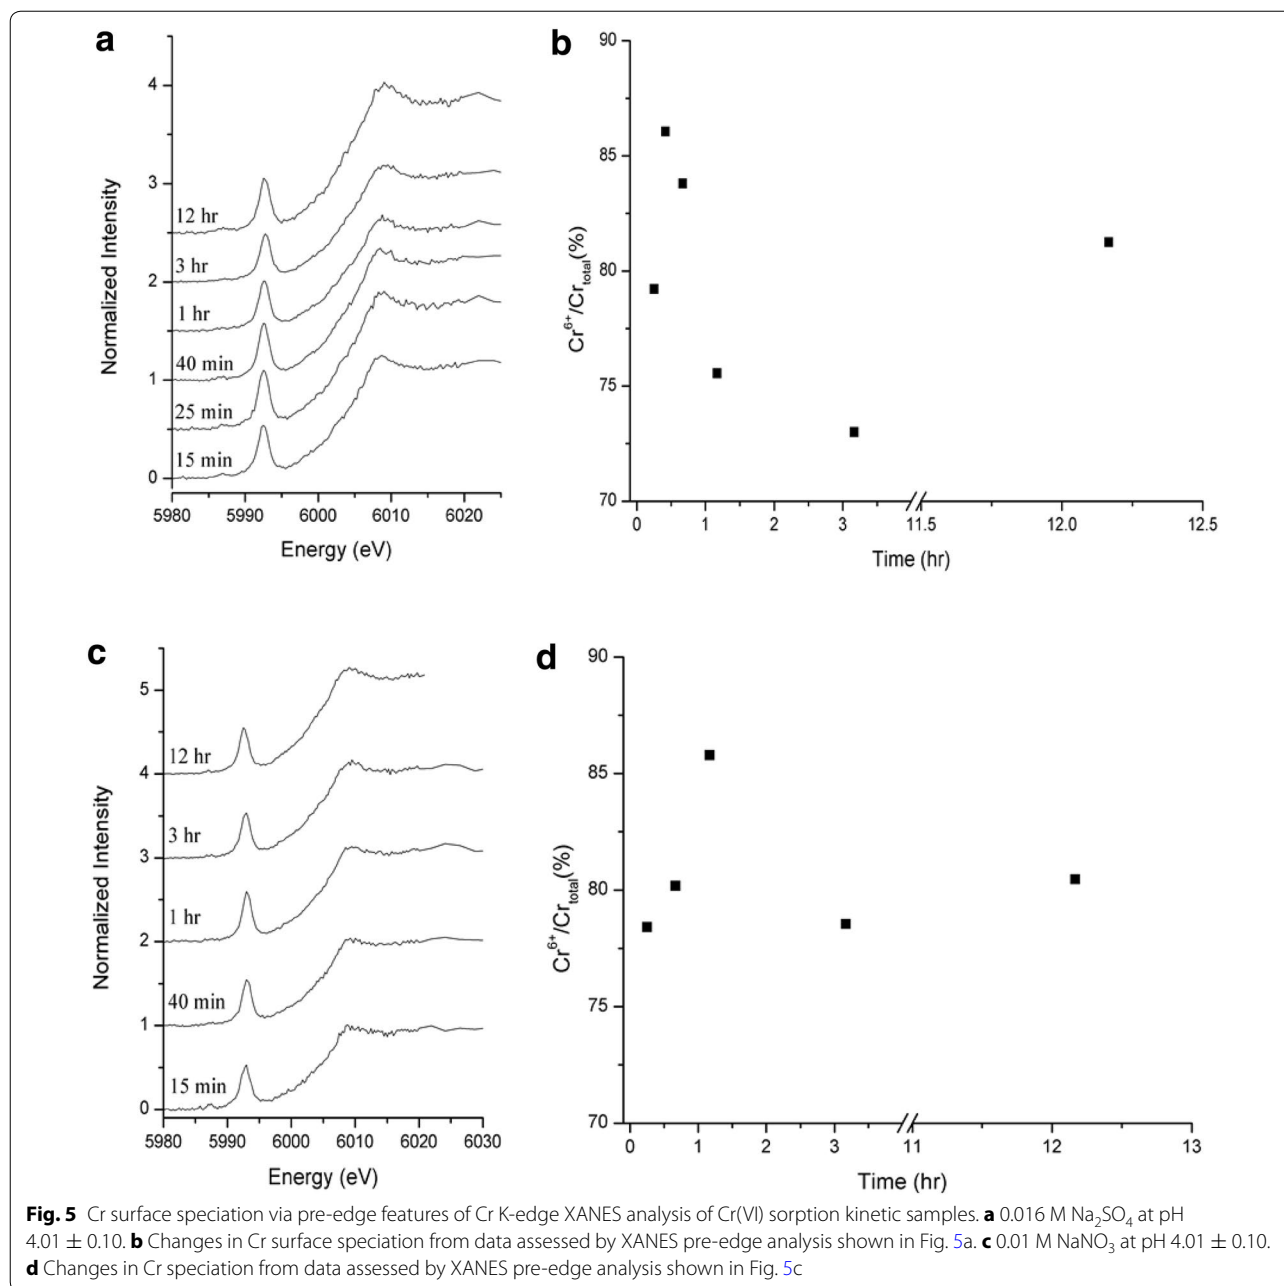 a
Normalized Intensity
4
3
2
1
0
12 hr
3 hr
1 hr
40 min
25 min
15 min
5980 5990 6000 6010 6020
Energy (eV)
b
Cr6+/Crtotal(%)
90
85
80
75
70
0 1 2 3 11.5 12.0 12.5
Time (hr)
c
Normalized Intensity
5
4
3
2
1
0
12 hr
3 hr
1 hr
40 min
15 min
5980 5990 6000 6010 6020 6030
Energy (eV)
d
Cr6+/Crtotal(%)
90
85
80
75
70
0 1 2 3 11 12 13
Time (hr)
Fig. 5 Cr surface speciation via pre-edge features of Cr K-edge XANES analysis of Cr(VI) sorption kinetic samples. a 0.016 M Na2SO4 at pH
4.01 ± 0.10. b Changes in Cr surface speciation from data assessed by XANES pre-edge analysis shown in Fig. 5a. c 0.01 M NaNO3 at pH 4.01 ± 0.10.
d Changes in Cr speciation from data assessed by XANES pre-edge analysis shown in Fig. 5c